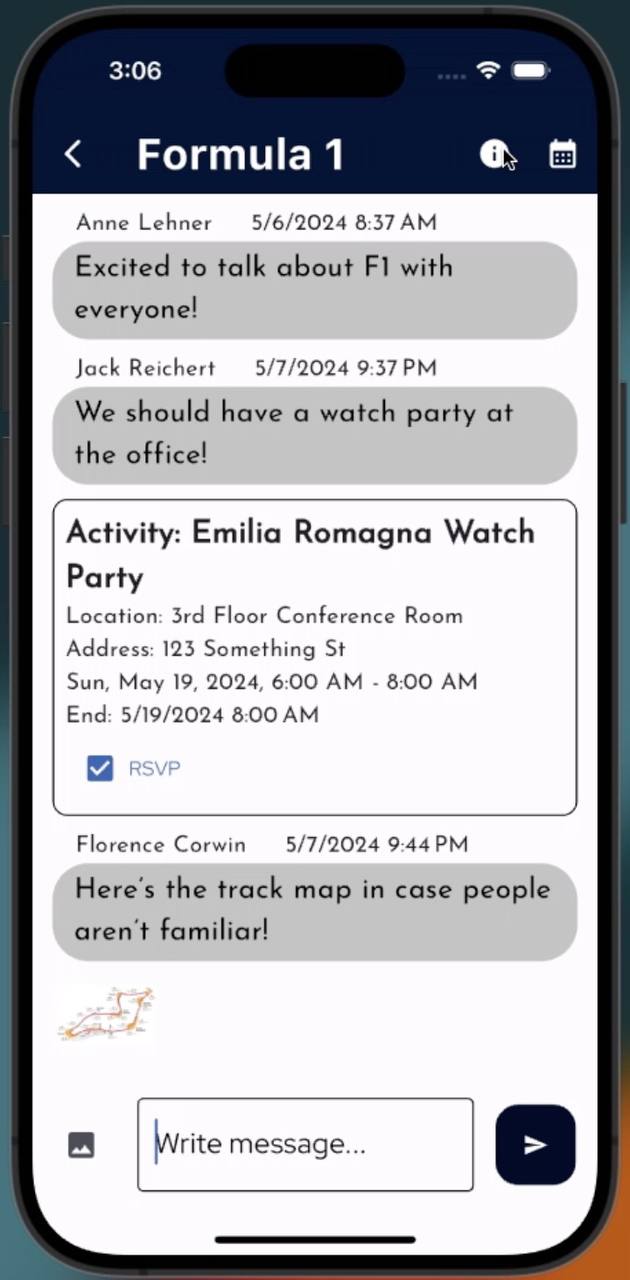 3:06
Formula 1
Anne Lehner 5/6/2024 8:37 AM
Excited to talk about F1 with
everyone!
Jack Reichert 5/7/2024 9:37 PM
We should have a watch party at
the office!
Activity: Emilia Romagna Watch
Party
Location: 3rd Floor Conference Room
Address: 123 Something St
Sun, May 19, 2024, 6:00 AM - 8:00 AM
End: 5/19/2024 8:00 AM
RSVP
Florence Corwin 5/7/2024 9:44 PM
Here's the track map in case people
aren't familiar!
Write message...